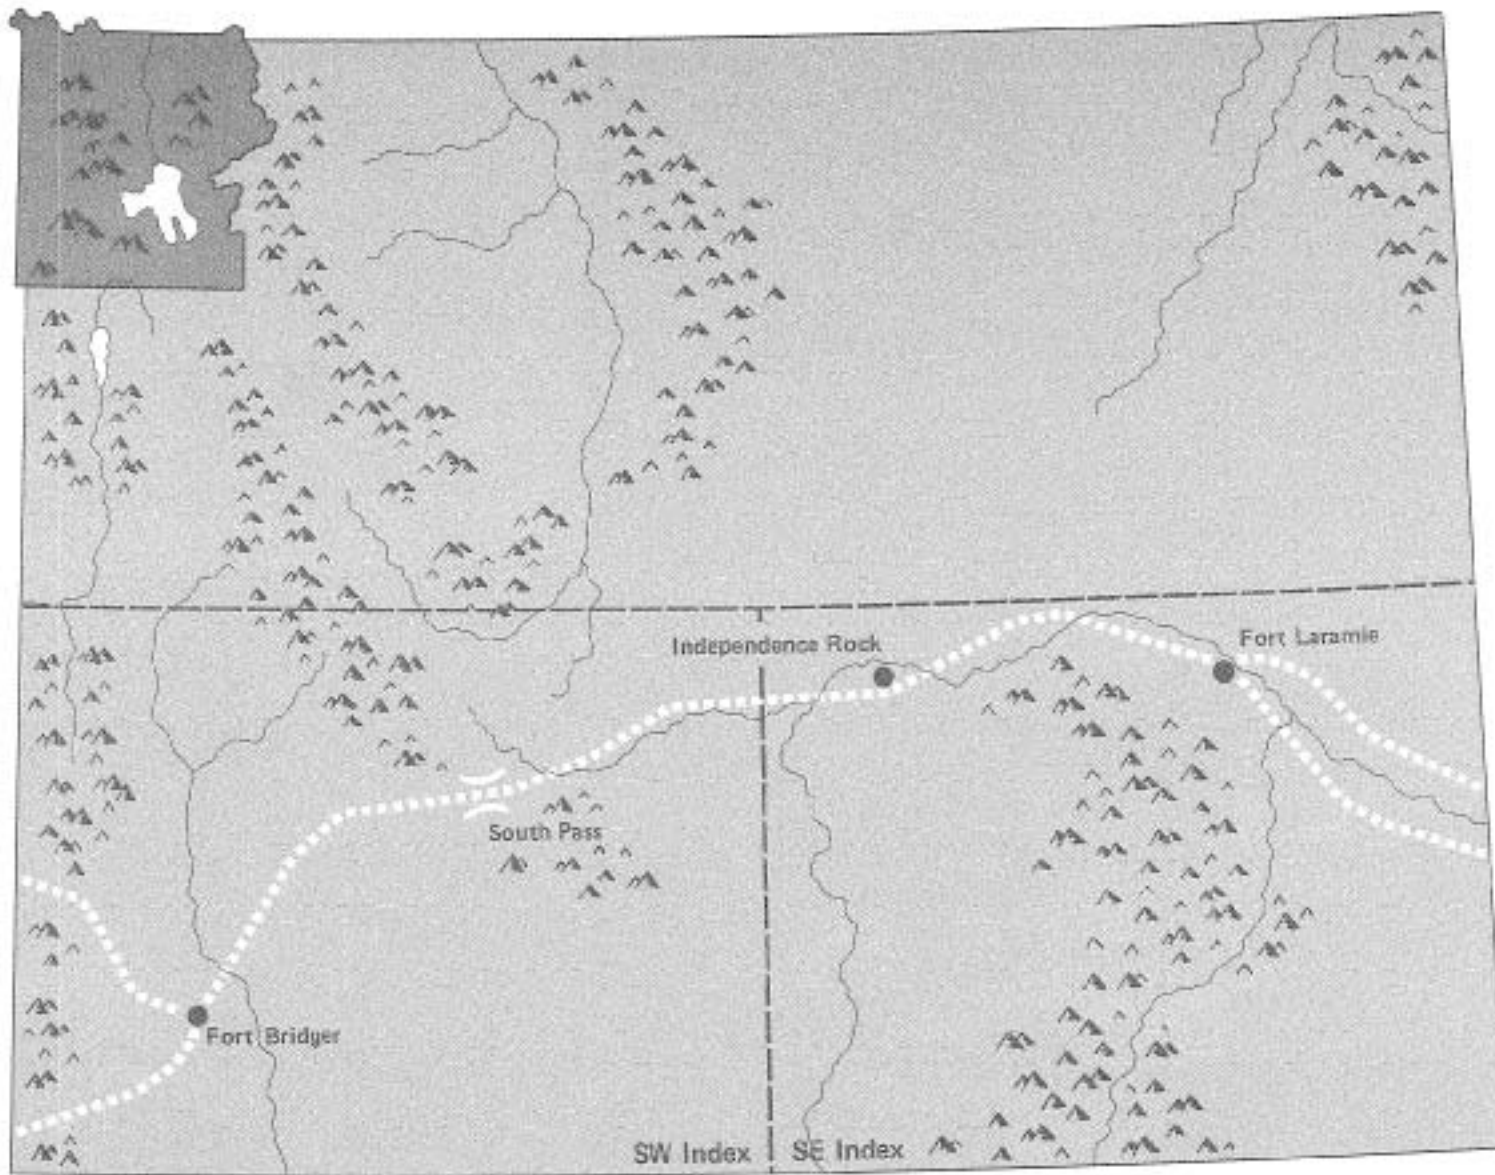 Independence Rock
Fort Laramie
South Pass
Fort Bridger
SW Index
SE Index